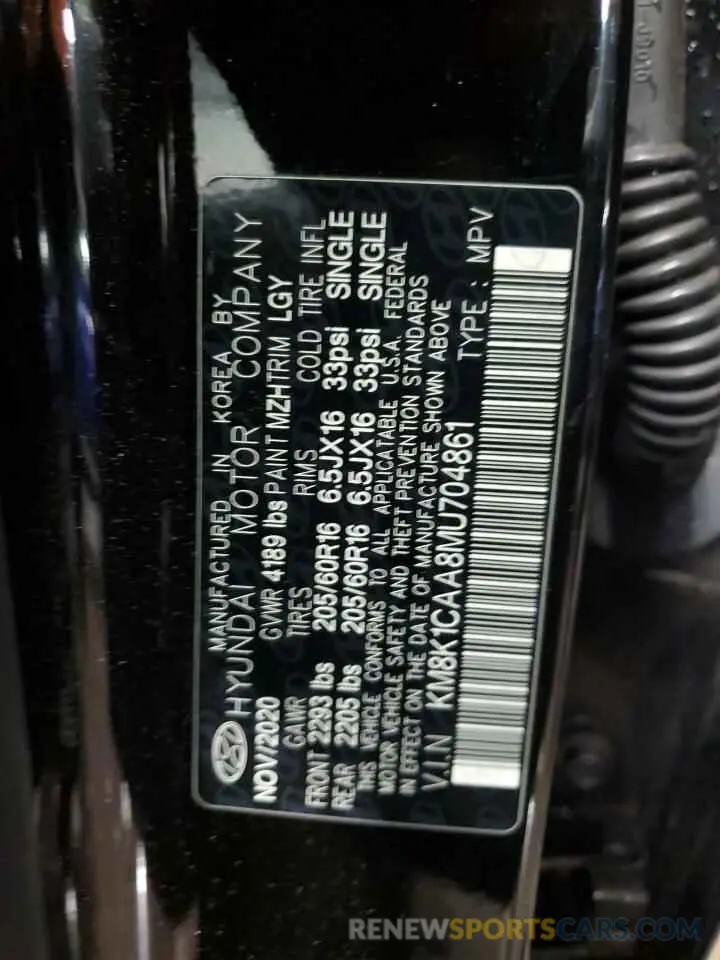 MANUFACTURED IN KOREA BY
HYUNDAI MOTOR COMPANY
NOV/2020 GVWR 4189 lbs PAINT MZH TRIM LGY
GAWR TIRES RIMS COLD TIRE INFL
FRONT 2293 lbs 205/60R16 6.5JX16 33psi SINGLE
REAR 2205 lbs 205/60R16 6.5JX16 33psi SINGLE
THIS VEHICLE CONFORMS TO ALL APPLICATABLE U.S.A. FEDERAL
MOTOR VEHICLE SAFETY AND THEFT PREVENTION STANDARDS
IN EFFECT ON THE DATE OF MANUFACTURE SHOWN ABOVE
V.I.N KM8K1CAA8MU704861 TYPE : MPV
RENEWSPORTSCARS.COM